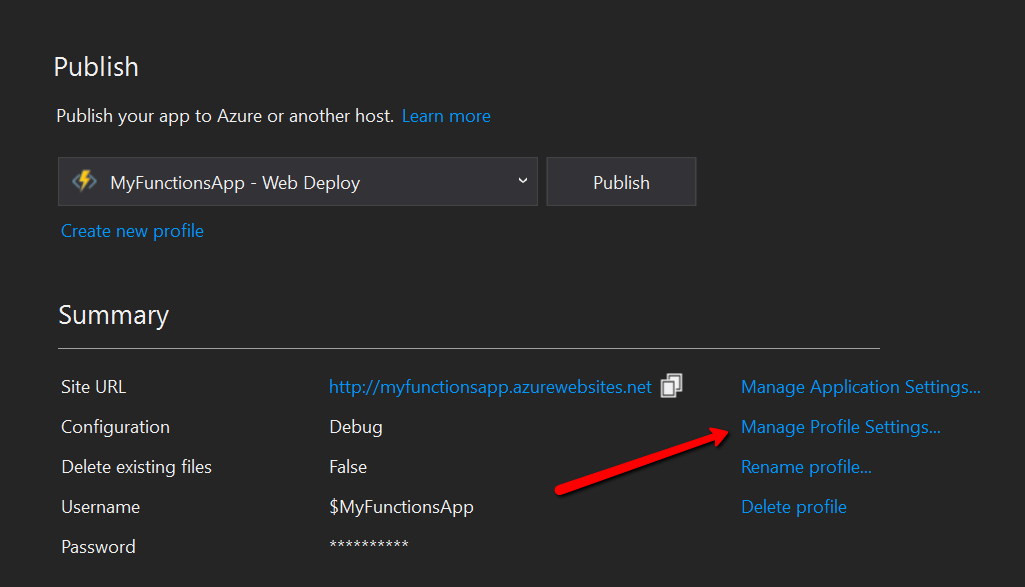 Publish
Publish your app to Azure or another host. Learn more
MyFunctionsApp - Web Deploy Publish
Create new profile
Summary
Site URL http://myfunctionsapp.azurewebsites.net Manage Application Settings...
Configuration Debug Manage Profile Settings...
Delete existing files False Rename profile...
Username $MyFunctionsApp Delete profile
Password **********